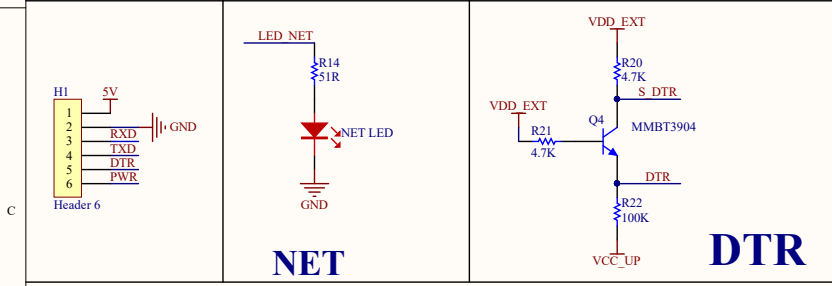 C
H1
5V
1
2
3
4
5
6
GND
RXD
TXD
DTR
PWR
Header 6
LED_NET
R14
51R
NET LED
GND
NET
VDD_EXT
R20
4.7K
S_DTR
VDD_EXT
R21
4.7K
Q4
MMBT3904
DTR
R22
100K
VCC_UP
DTR